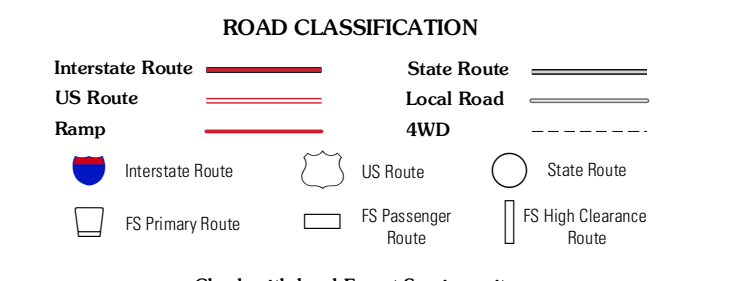 ROAD CLASSIFICATION
Interstate Route
State Route
US Route
Local Road
Ramp
4WD
Interstate Route
US Route
State Route
FS Primary Route
FS Passenger
Route
FS High Clearance
Route